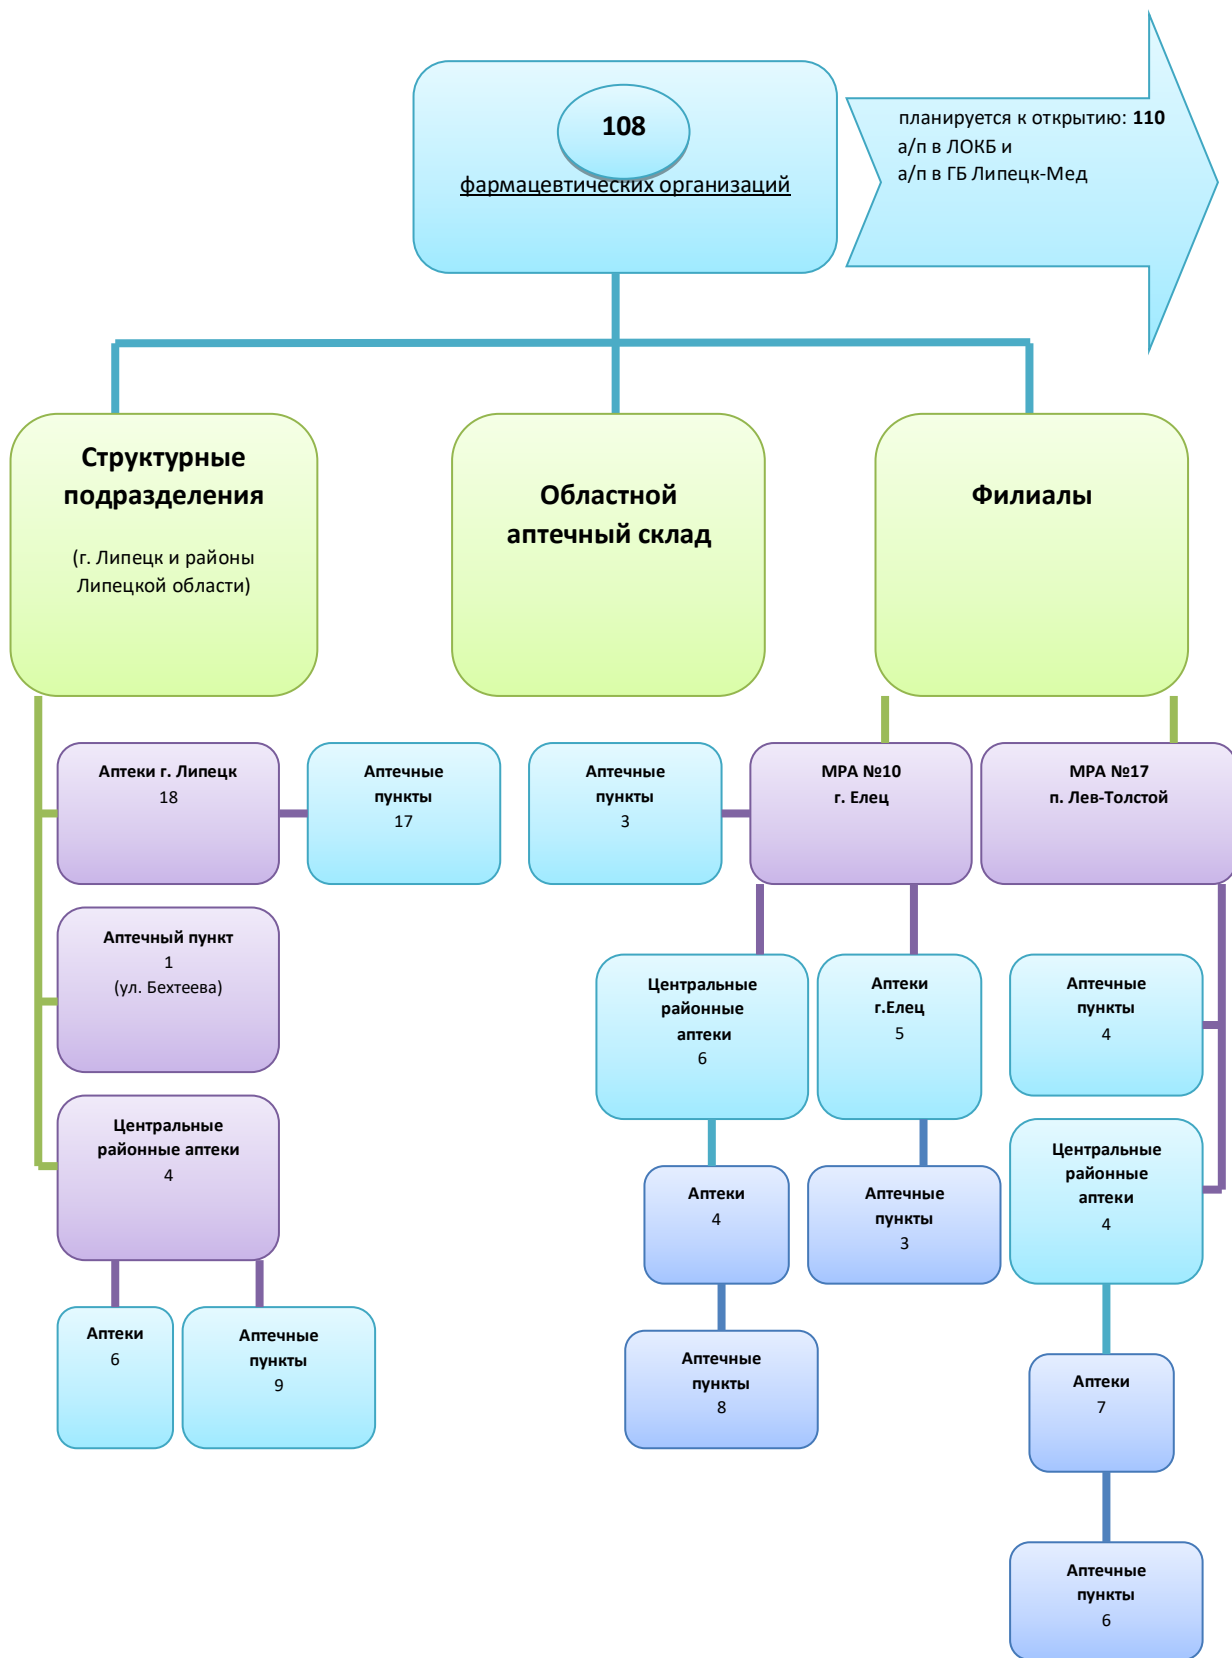 108
фармацевтических организаций
планируется к открытию: 110
а/п в ЛОКБ и
а/п в ГБ Липецк-Мед
Структурные
подразделения
(г. Липецк и районы
Липецкой области)
Областной
аптечный склад
Филиалы
Аптеки г. Липецк
18
Аптечные
пункты
17
Аптечные
пункты
3
МРА №10
г. Елец
МРА №17
п. Лев-Толстой
Аптечный пункт
1
(ул. Бехтеева)
Центральные
районные
аптеки
6
Аптеки
г.Елец
5
Аптечные
пункты
4
Центральные
районные аптеки
4
Аптеки
4
Аптечные
пункты
3
Центральные
районные
аптеки
4
Аптеки
6
Аптечные
пункты
9
Аптечные
пункты
8
Аптеки
7
Аптечные
пункты
6